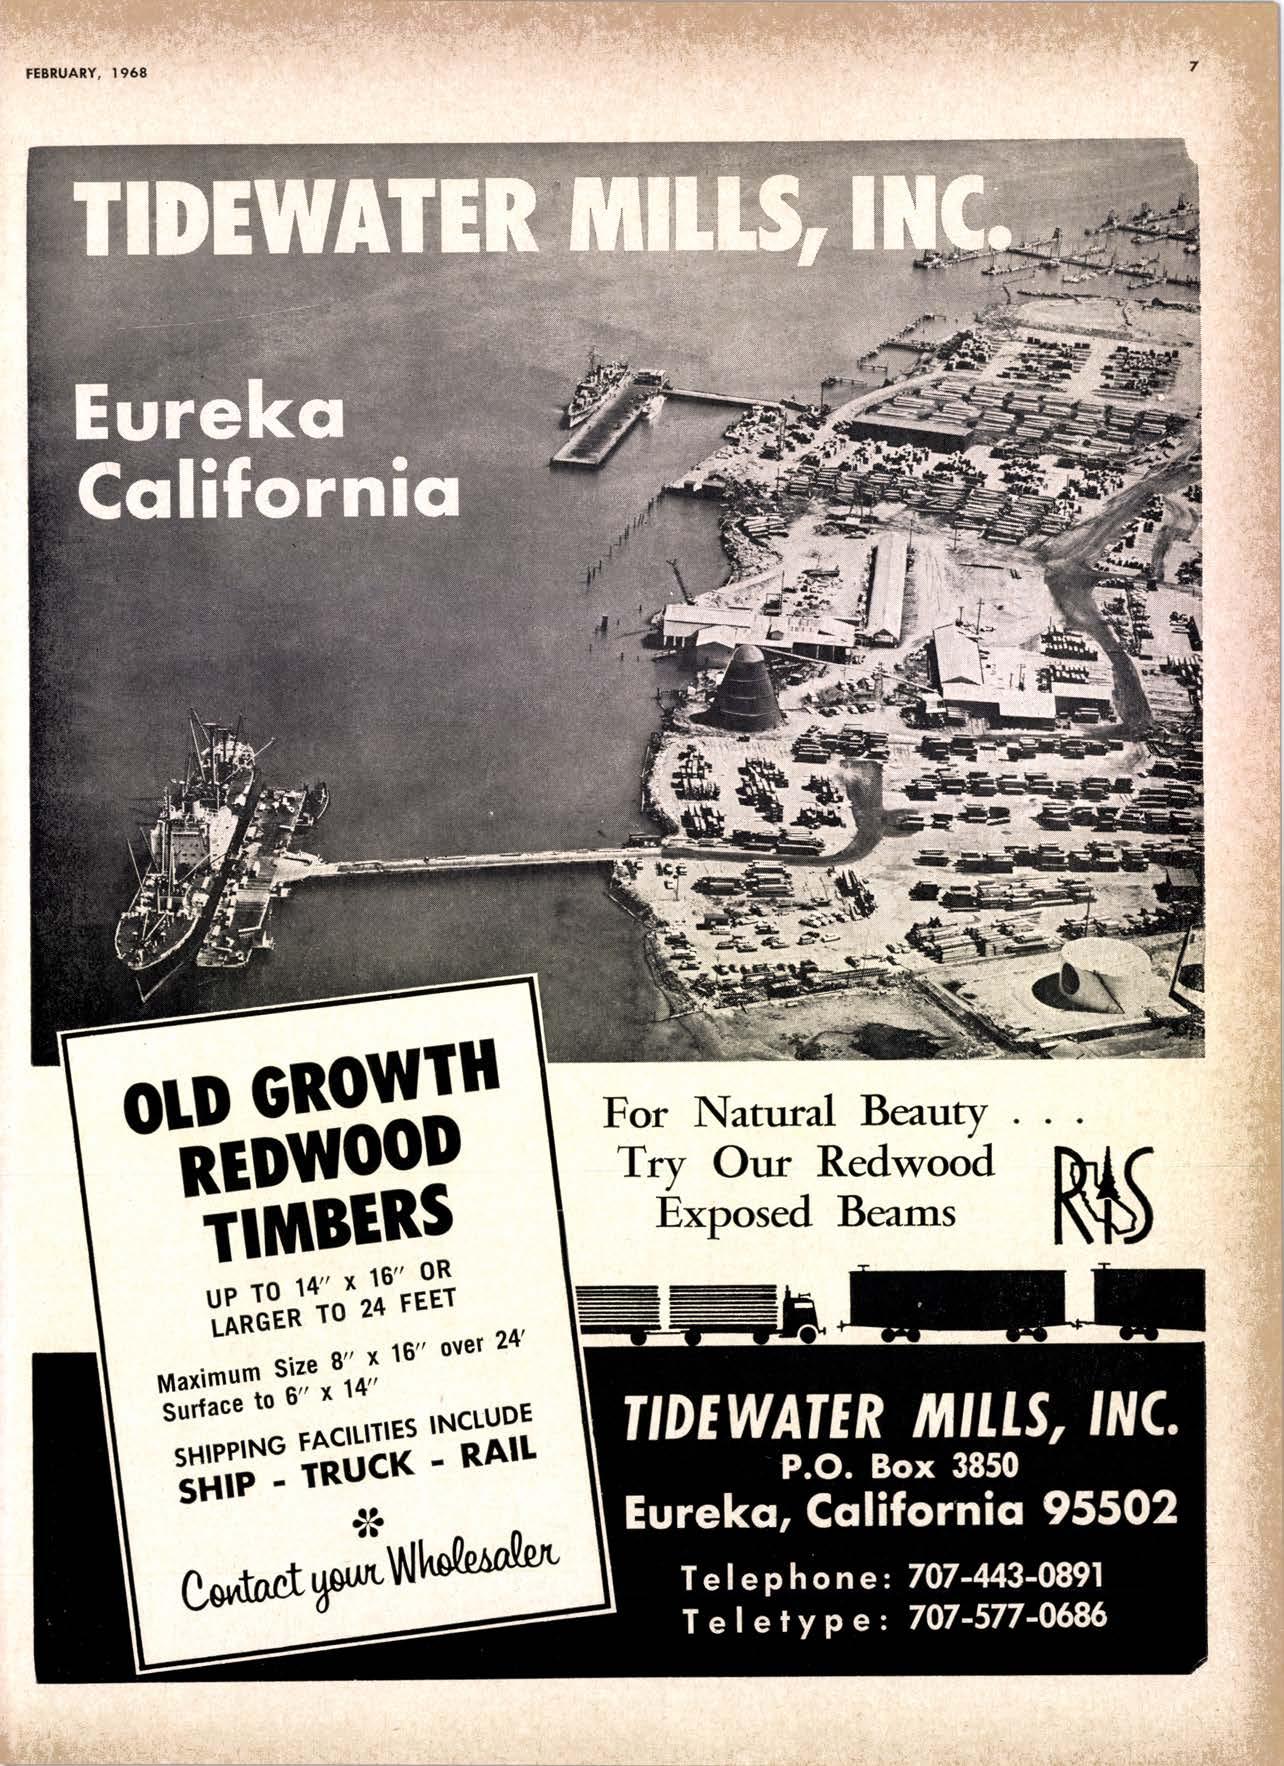 FEBRUARY, 1968
7
TIDEWATER MILLS, INC.
Eureka
California
OLD GROWTH
REDWOOD
TIMBERS
UP TO 14″ x 16″ OR
LARGER TO 24 FEET
Maximum Size 8″ x 16″ over 24′
Surface to 6″ x 14″
SHIPPING FACILITIES INCLUDE
SHIP - TRUCK - RAIL
Contact your Wholesaler
For Natural Beauty . . .
Try Our Redwood
Exposed Beams
RIS
TIDEWATER MILLS, INC.
P.O. Box 3850
Eureka, California 95502
Telephone: 707-443-0891
Teletype: 707-577-0686